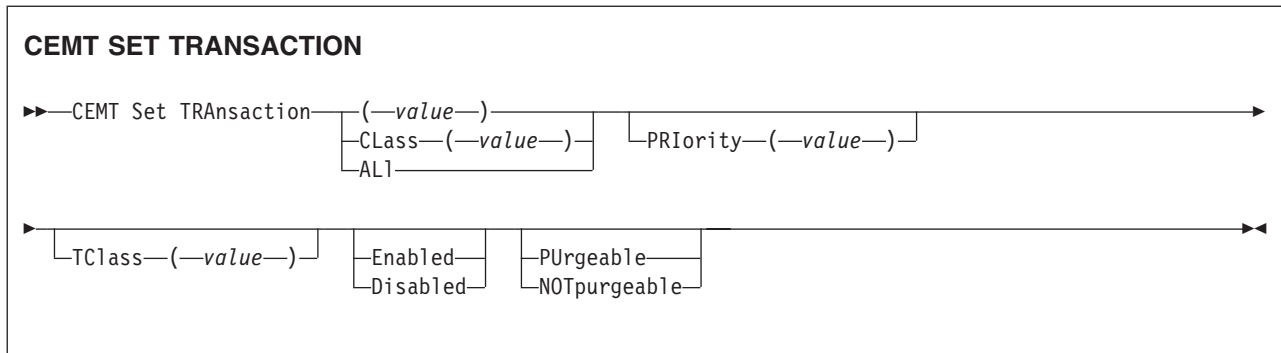 CEMT SET TRANSACTION
CEMT Set TRAnsaction (value)
CLass(value) PRIority(value)
ALl
TClass(value) Enabled PUrgeable
Disabled NOTpurgeable